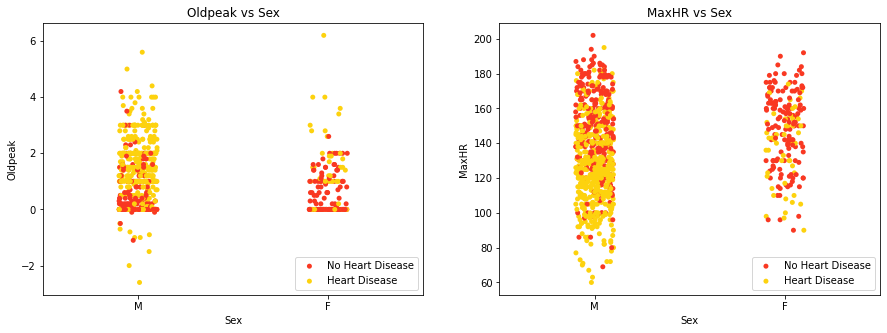 Oldpeak vs Sex
6
4
2
0
−2
Oldpeak
M
F
Sex
No Heart Disease
Heart Disease
MaxHR vs Sex
200
180
160
140
120
100
80
60
MaxHR
M
F
Sex
No Heart Disease
Heart Disease